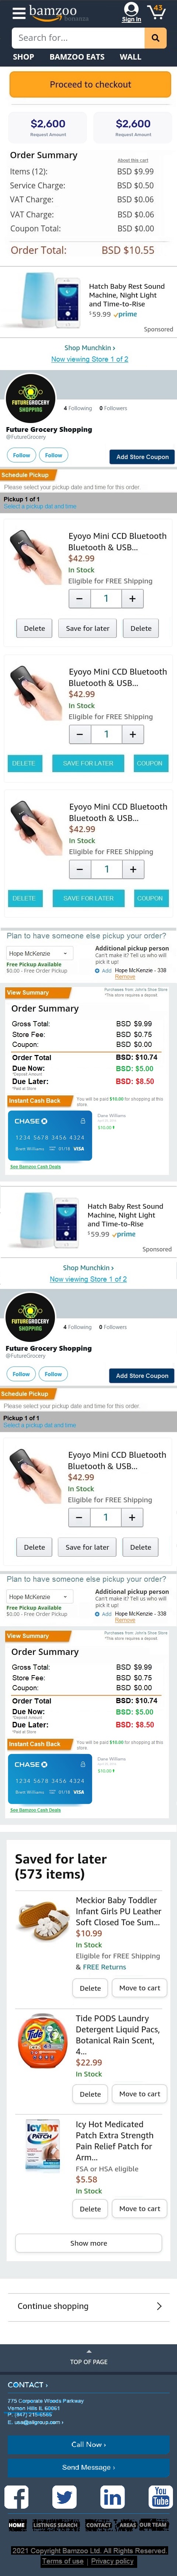 bamzoo
Bonanza
Sign In
43
Search for...
SHOP BAMZOO EATS WALL
Proceed to checkout
$2,600 $2,600
Request Amount Request Amount
Order Summary About this cart
Items (12): BSD $9.99
Service Charge: BSD $0.50
VAT Charge: BSD $0.06
VAT Charge: BSD $0.06
Coupon Total: BSD $0.00
Order Total: BSD $10.55
Hatch Baby Rest Sound
Machine, Night Light
and Time-to-Rise
$59.99 prime
Sponsored
Shop Munchkin ›
Now viewing Store 1 of 2
FUTUREGROCERY
SHOPPING
4 Following 0 Followers
Future Grocery Shopping
@FutureGrocery
Follow Follow Add Store Coupon
Schedule Pickup
Please select your pickup date and time for this order.
Pickup 1 of 1
Select a pickup dat and time
Eyoyo Mini CCD Bluetooth
Bluetooth & USB...
$42.99
In Stock
Eligible for FREE Shipping
− 1 +
Delete Save for later Delete
Eyoyo Mini CCD Bluetooth
Bluetooth & USB...
$42.99
In Stock
Eligible for FREE Shipping
− 1 +
DELETE SAVE FOR LATER COUPON
Eyoyo Mini CCD Bluetooth
Bluetooth & USB...
$42.99
In Stock
Eligible for FREE Shipping
− 1 +
DELETE SAVE FOR LATER COUPON
Plan to have someone else pickup your order?
Hope McKenzie
Free Pickup Available
$0.00 - Free Order Pickup
Additional pickup person
Can't make it? Tell us who will
pick it up!
Add Hope McKenzie - 338
Remove
View Summary
Purchases from John's Shoe Store
*The store requires a deposit
Order Summary
Gross Total: BSD $9.99
Store Fee: BSD $0.75
Coupon: BSD $0.00
Order Total BSD: $10.74
Due Now: BSD: $5.00
*Deposit Amount
Due Later: BSD: $8.50
*Paid at Store
Instant Cash Back
You will be paid $10.00 for shopping at this
store
CHASE
1234 5678 3456 4324
Brent Williams 01/18 VISA
Dane Williams
$10.00
See Bamzoo Cash Deals
Hatch Baby Rest Sound
Machine, Night Light
and Time-to-Rise
$59.99 prime
Sponsored
Shop Munchkin ›
Now viewing Store 1 of 2
FUTUREGROCERY
SHOPPING
4 Following 0 Followers
Future Grocery Shopping
@FutureGrocery
Follow Follow Add Store Coupon
Schedule Pickup
Please select your pickup date and time for this order.
Pickup 1 of 1
Select a pickup dat and time
Eyoyo Mini CCD Bluetooth
Bluetooth & USB...
$42.99
In Stock
Eligible for FREE Shipping
− 1 +
Delete Save for later Delete
Plan to have someone else pickup your order?
Hope McKenzie
Free Pickup Available
$0.00 - Free Order Pickup
Additional pickup person
Can't make it? Tell us who will
pick it up!
Add Hope McKenzie - 338
Remove
View Summary
Purchases from John's Shoe Store
*The store requires a deposit
Order Summary
Gross Total: BSD $9.99
Store Fee: BSD $0.75
Coupon: BSD $0.00
Order Total BSD: $10.74
Due Now: BSD: $5.00
*Deposit Amount
Due Later: BSD: $8.50
*Paid at Store
Instant Cash Back
You will be paid $10.00 for shopping at this
store
CHASE
1234 5678 3456 4324
Brent Williams 01/18 VISA
Dane Williams
$10.00
See Bamzoo Cash Deals
Saved for later
(573 items)
Meckior Baby Toddler
Infant Girls PU Leather
Soft Closed Toe Sum...
$10.99
In Stock
Eligible for FREE Shipping
& FREE Returns
Delete Move to cart
Tide
Tide PODS Laundry
Detergent Liquid Pacs,
Botanical Rain Scent,
4...
$22.99
In Stock
Delete Move to cart
ICY HOT
PATCH
Icy Hot Medicated
Patch Extra Strength
Pain Relief Patch for
Arm...
FSA or HSA eligible
$5.58
In Stock
Delete Move to cart
Show more
Continue shopping
TOP OF PAGE
CONTACT ›
775 Corporate Woods Parkway
Vernon Hills IL 60061
P: (847) 215-6565
Call Now ›
Send Message ›
You
Tube
HOME LISTINGS SEARCH CONTACT AREAS OUR TEAM
2021 Copyright Bamzoo Ltd. All Rights Reserved.
Terms of use | Privacy policy